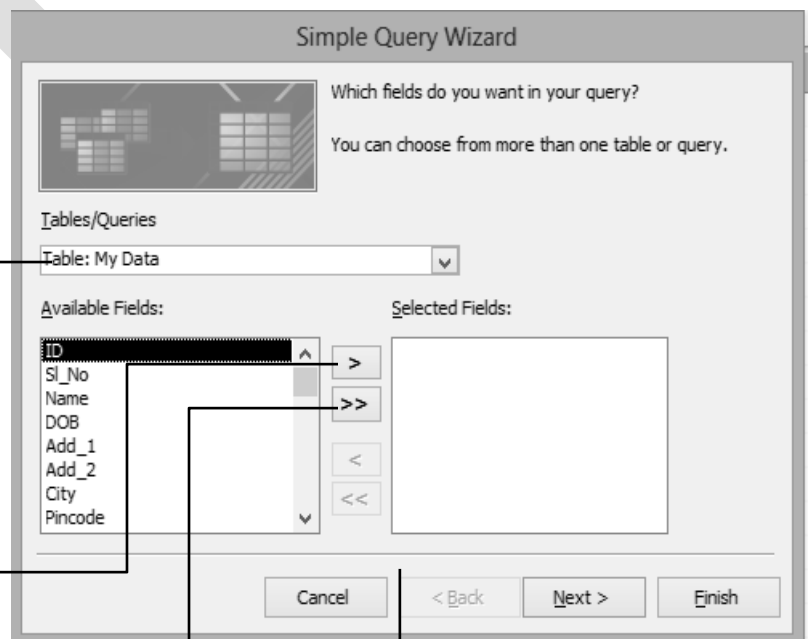 Simple Query Wizard
Which fields do you want in your query?
You can choose from more than one table or query.
Tables/Queries
Table: My Data
Available Fields:
Selected Fields:
ID
Sl_No
Name
DOB
Add_1
Add_2
City
Pincode
>
>>
<
<<
Cancel
< Back
Next >
Finish